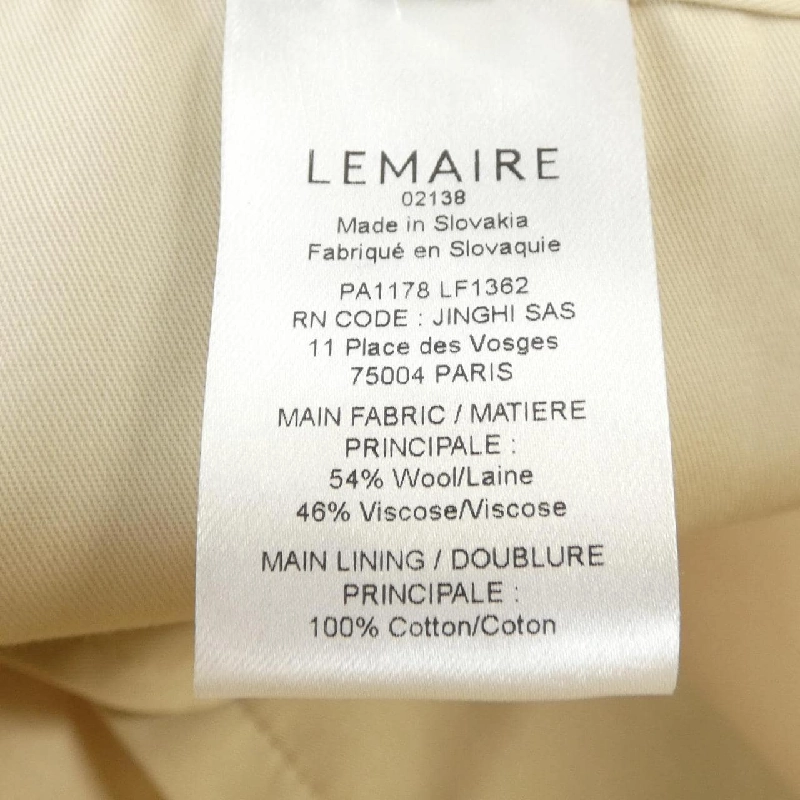 LEMAIRE
02138
Made in Slovakia
Fabriqué en Slovaquie
PA1178 LF1362
RN CODE : JINGHI SAS
11 Place des Vosges
75004 PARIS
MAIN FABRIC / MATIERE
PRINCIPALE :
54% Wool/Laine
46% Viscose/Viscose
MAIN LINING / DOUBLURE
PRINCIPALE :
100% Cotton/Coton